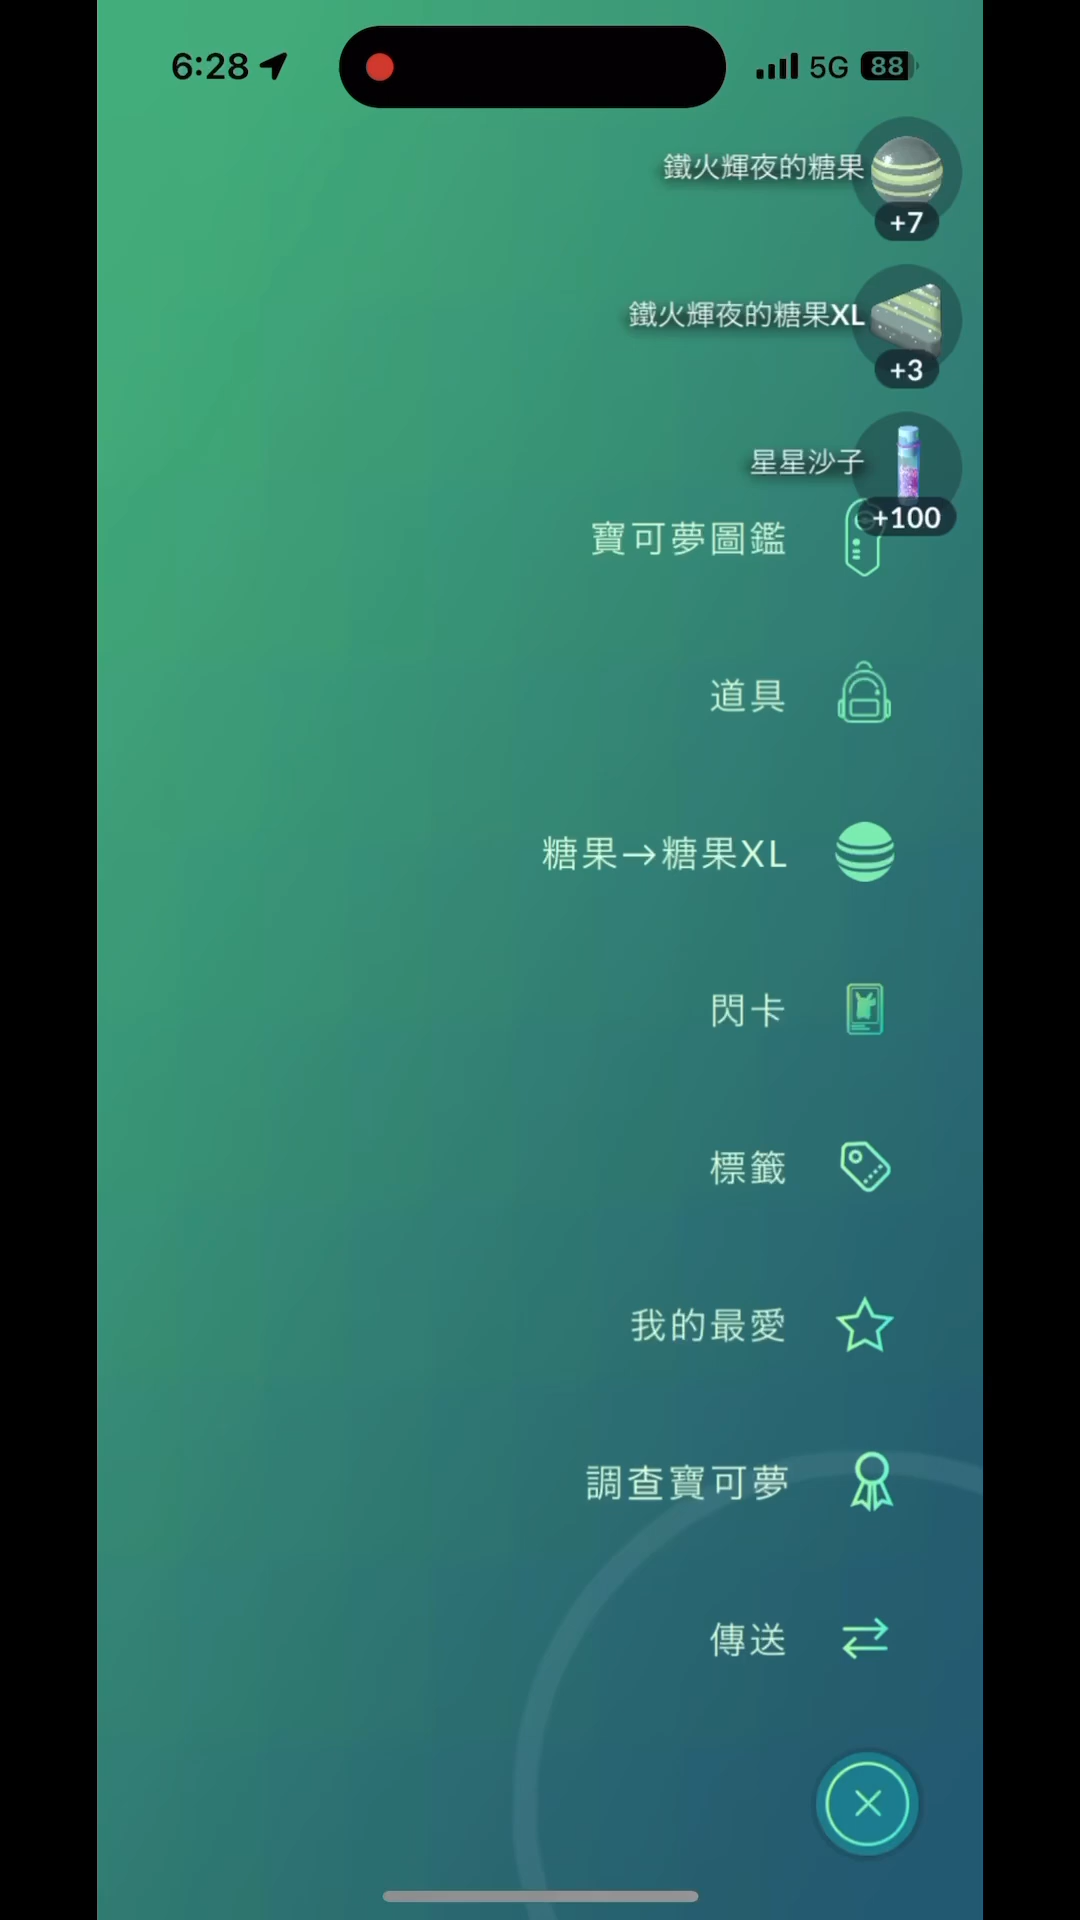 6:28
5G
88
鐵火輝夜的糖果
+7
鐵火輝夜的糖果XL
+3
星星沙子
+100
寶可夢圖鑑
道具
糖果→糖果XL
閃卡
標籤
我的最愛
調查寶可夢
傳送